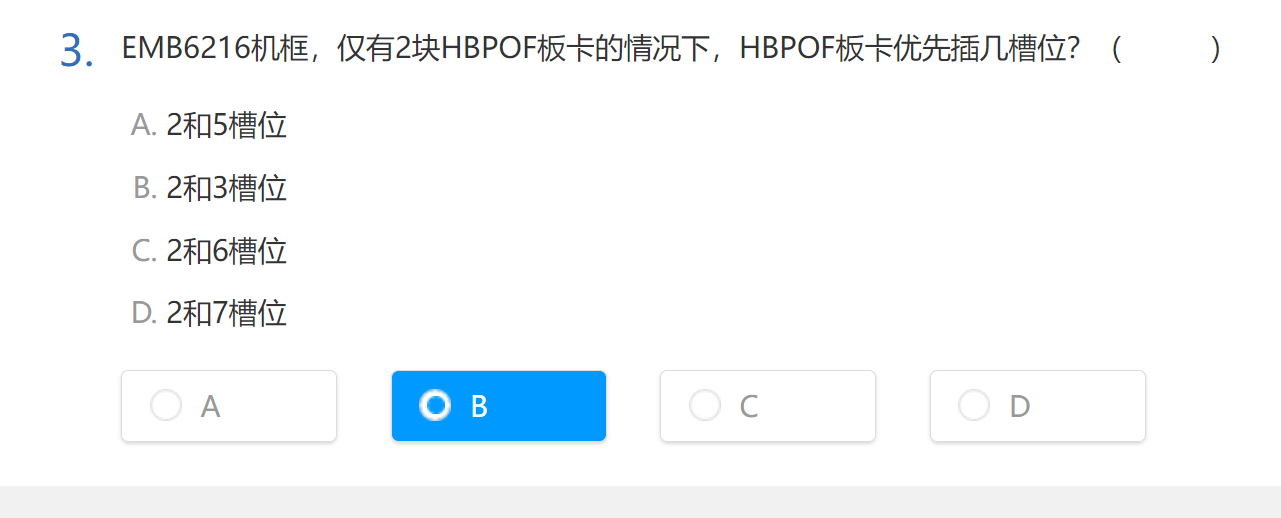 3. EMB6216机框，仅有2块HBPOF板卡的情况下，HBPOF板卡优先插几槽位？（　　）
A. 2和5槽位
B. 2和3槽位
C. 2和6槽位
D. 2和7槽位
A B C D